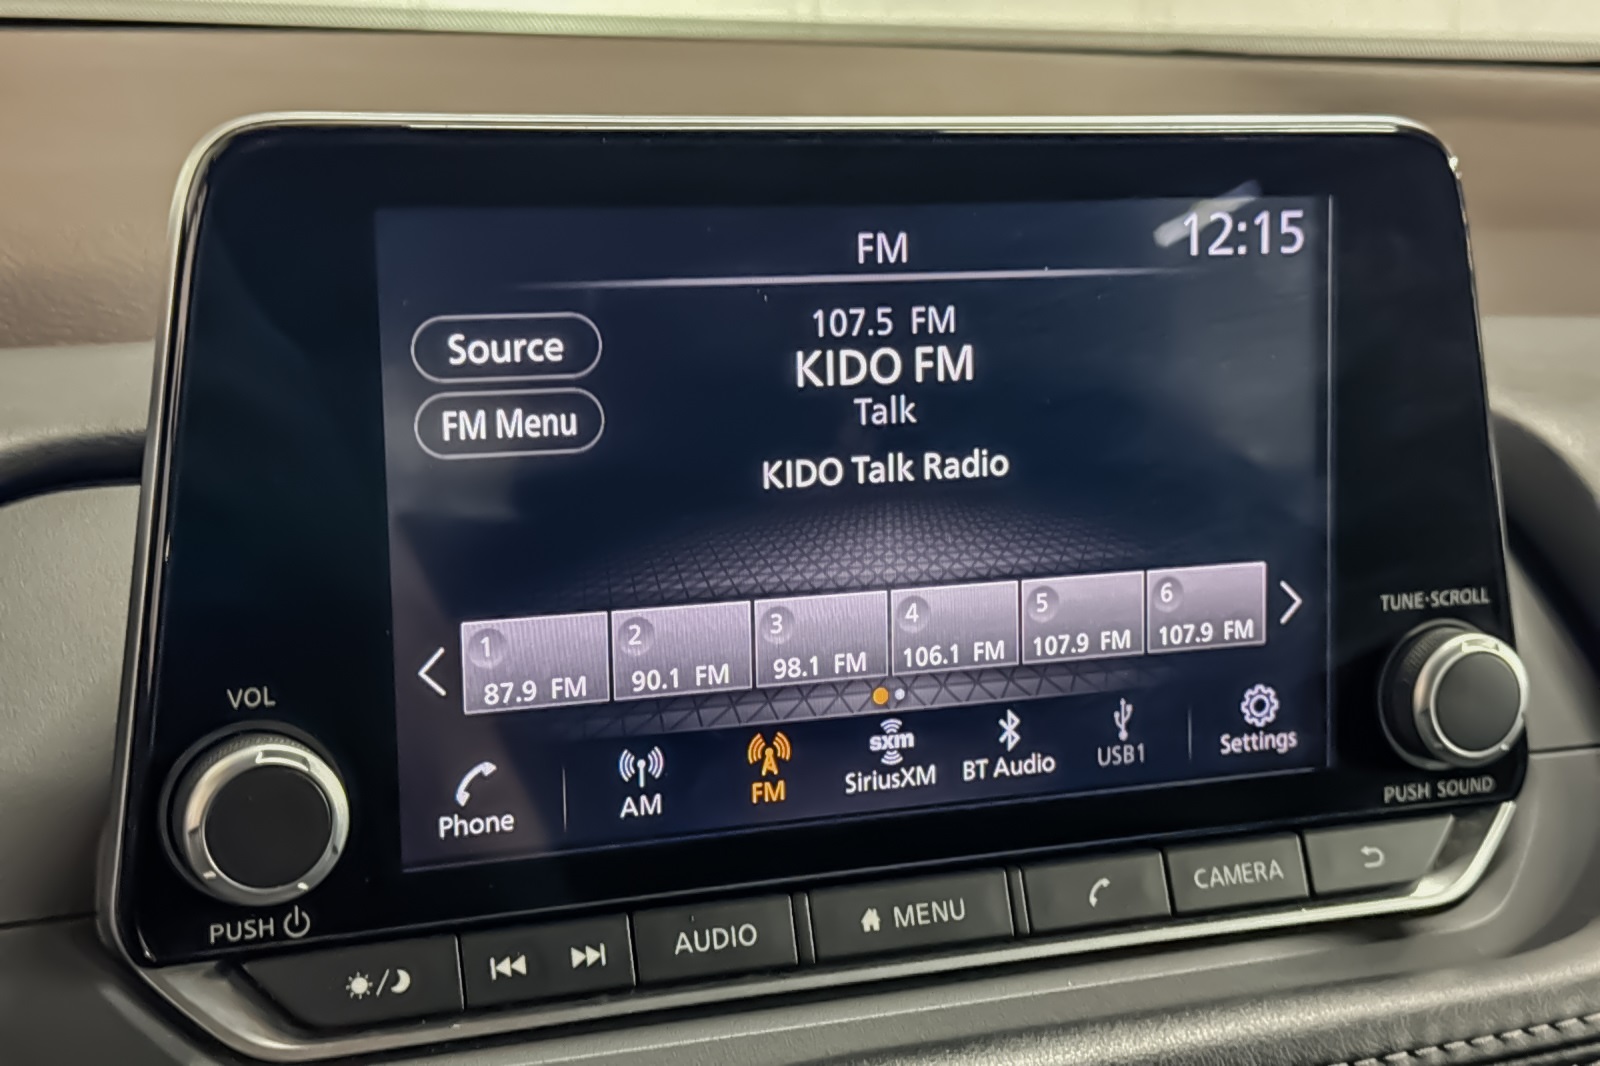 FM
12:15
Source
FM Menu
107.5 FM
KIDO FM
Talk
KIDO Talk Radio
1
87.9 FM
2
90.1 FM
3
98.1 FM
4
106.1 FM
5
107.9 FM
6
107.9 FM
Phone
AM
FM
sxm
SiriusXM
BT Audio
USB1
Settings
VOL
PUSH
TUNE·SCROLL
PUSH SOUND
AUDIO
MENU
CAMERA